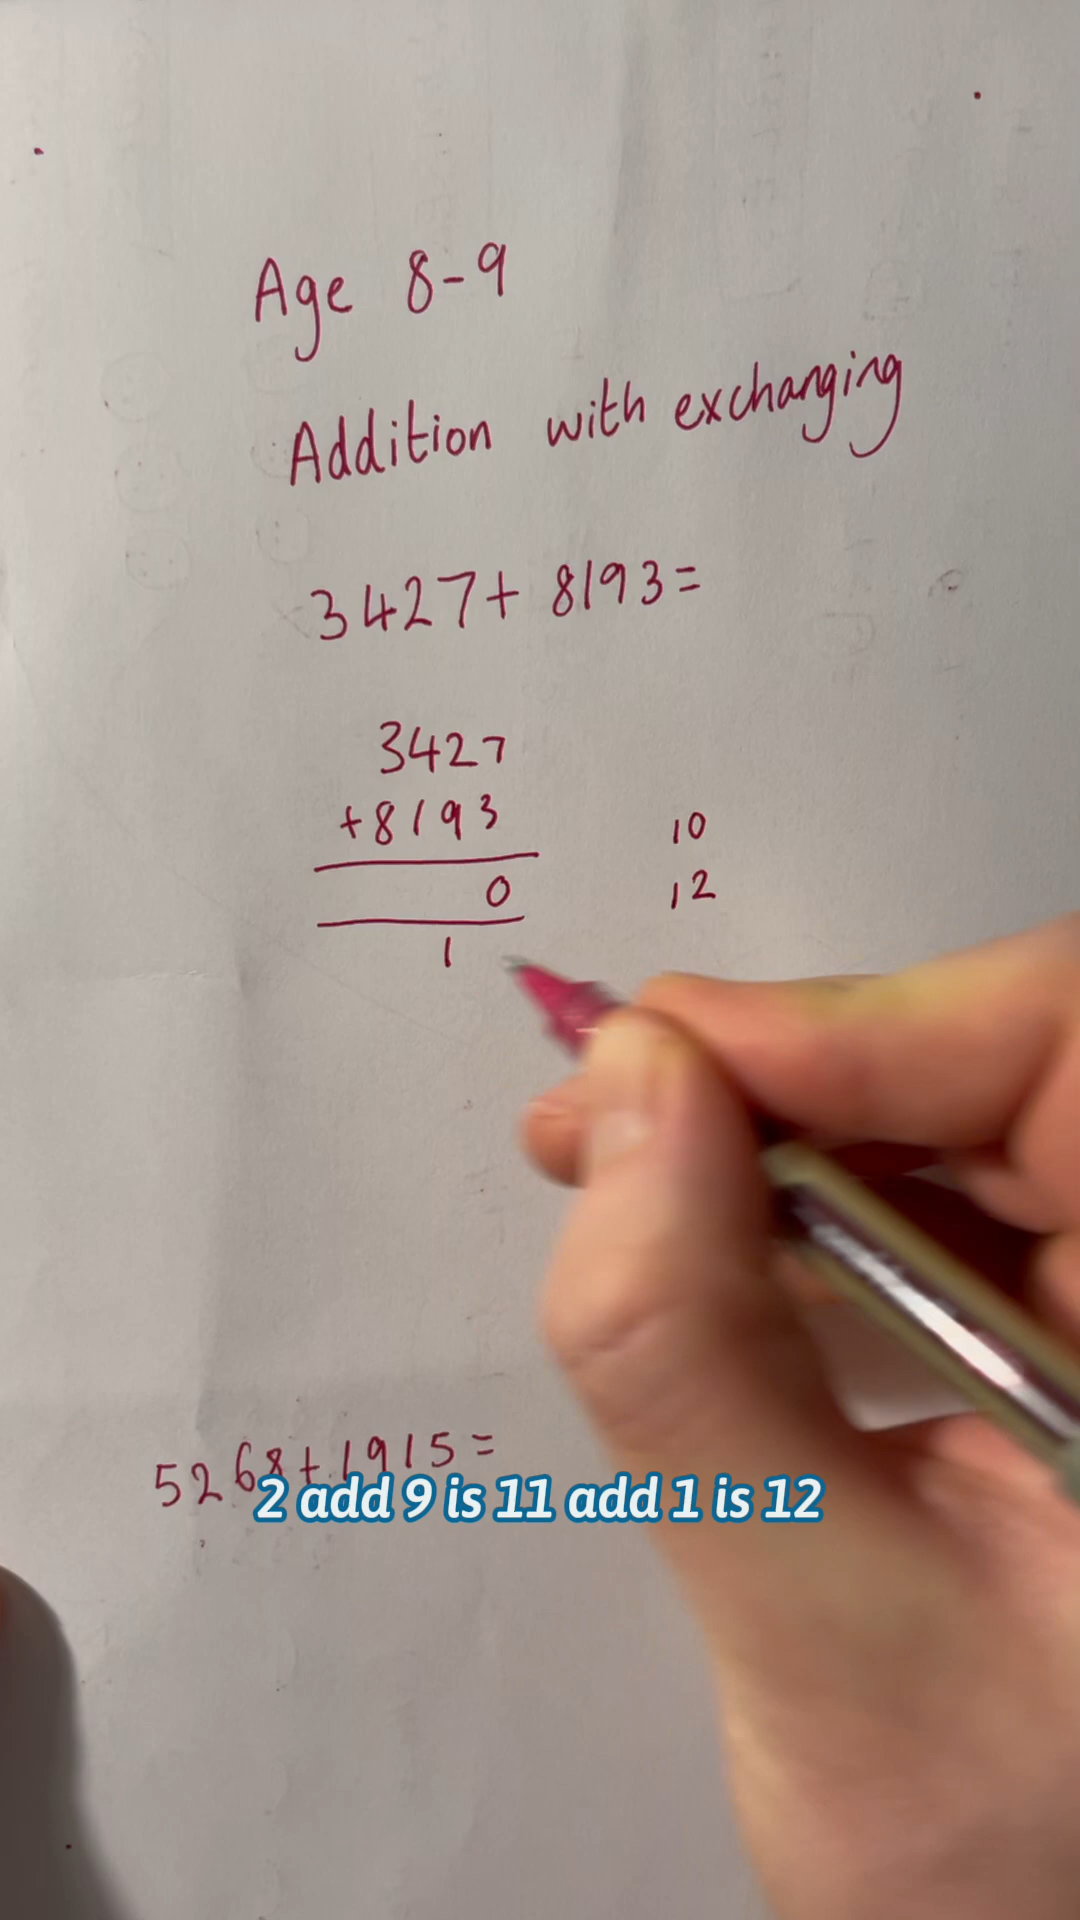 Age 8-9
Addition with exchanging
3427+8193=
3427
+8193
10
0
12
1
5268+1915=
2 add 9 is 11 add 1 is 12